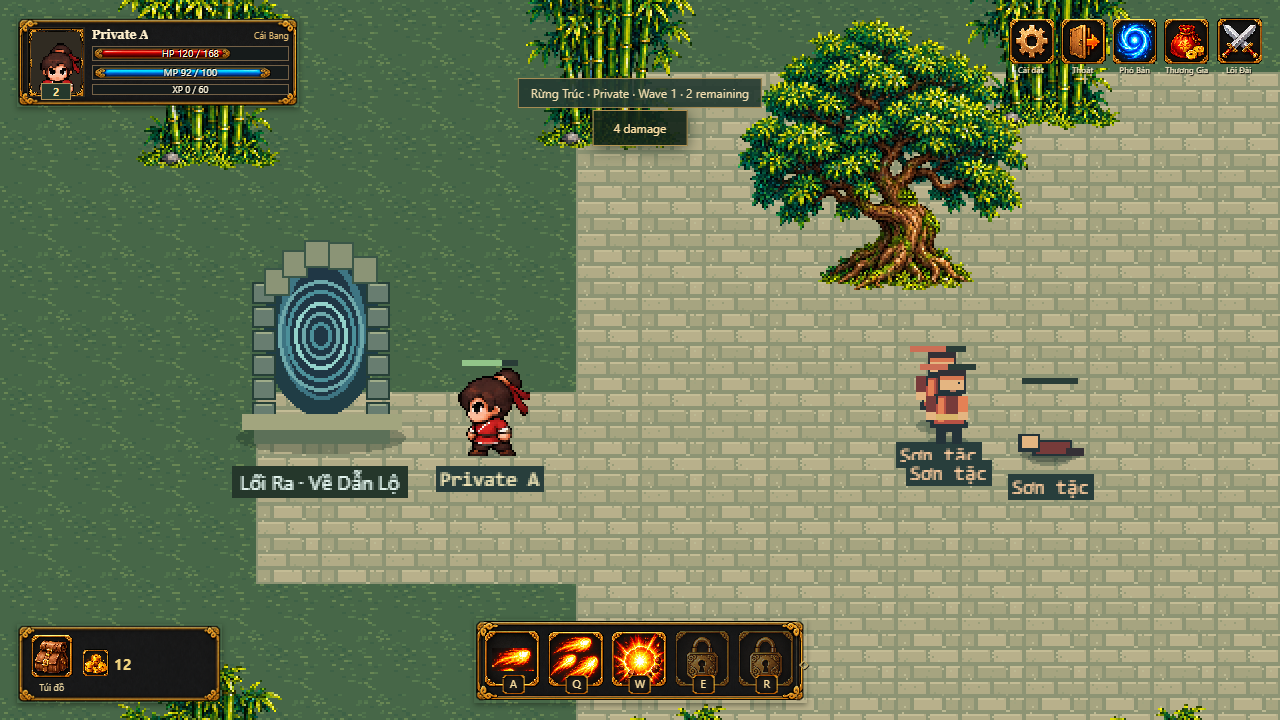 Private A
Cái Bang
HP 120 / 168
MP 92 / 100
2
XP 0 / 60
Rừng Trúc · Private · Wave 1 · 2 remaining
4 damage
Cài đặt
Thoát
Phó Bản
Thương Gia
Lôi Đài
Lối Ra · Về Dẫn Lộ
Private A
Sơn tặc
Sơn tặc
Sơn tặc
Túi đồ
12
A
Q
W
E
R